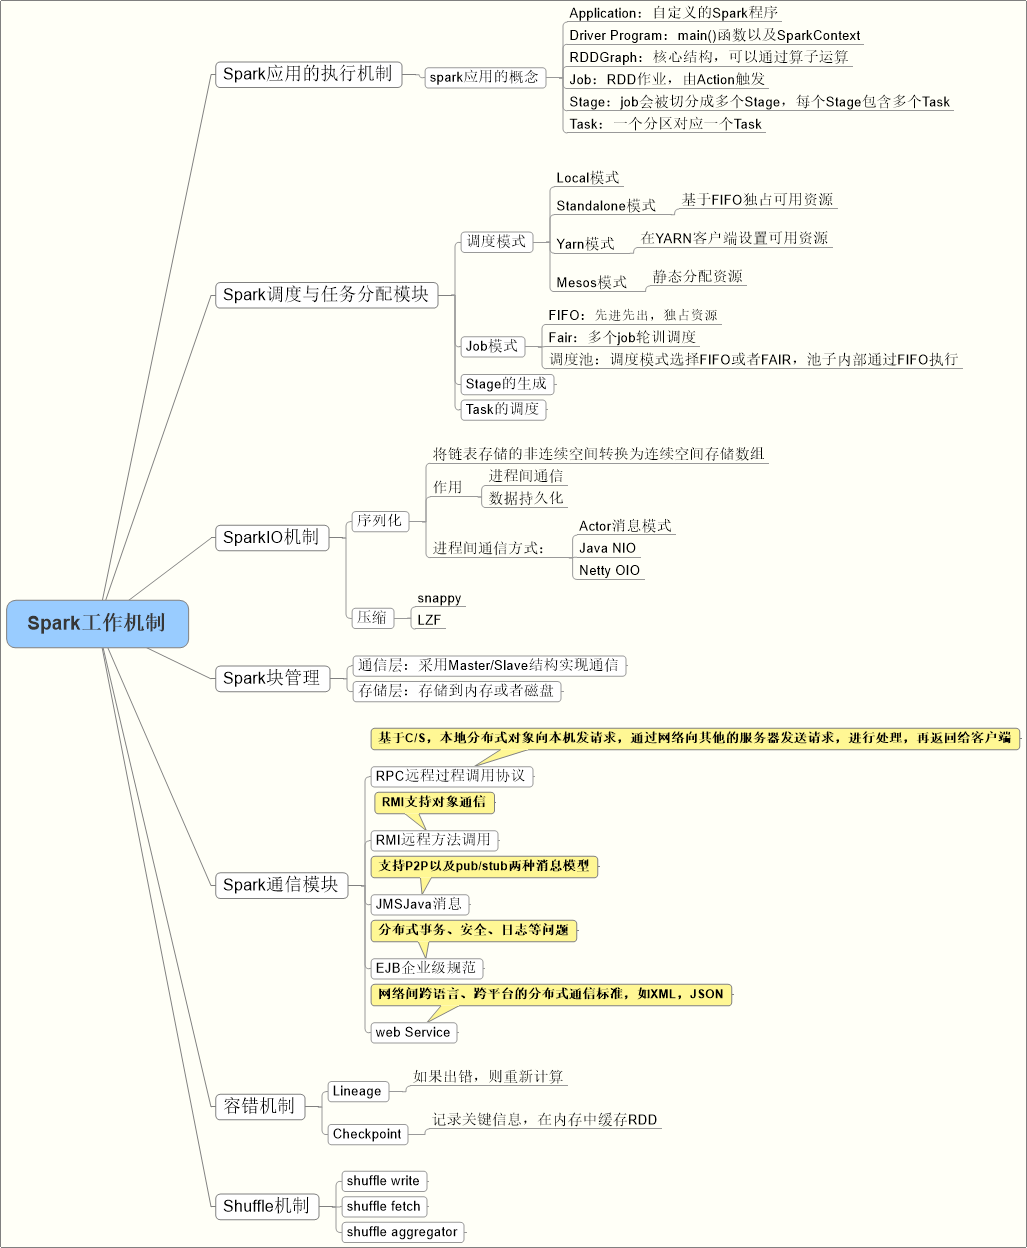 Spark工作机制
Spark应用的执行机制
spark应用的概念
Application：自定义的Spark程序
Driver Program：main()函数以及SparkContext
RDDGraph：核心结构，可以通过算子运算
Job：RDD作业，由Action触发
Stage：job会被切分成多个Stage，每个Stage包含多个Task
Task：一个分区对应一个Task
Spark调度与任务分配模块
调度模式
Local模式
Standalone模式
基于FIFO独占可用资源
Yarn模式
在YARN客户端设置可用资源
Mesos模式
静态分配资源
Job模式
FIFO：先进先出，独占资源
Fair：多个job轮训调度
调度池：调度模式选择FIFO或者FAIR，池子内部通过FIFO执行
Stage的生成
Task的调度
SparkIO机制
序列化
将链表存储的非连续空间转换为连续空间存储数组
作用
进程间通信
数据持久化
进程间通信方式：
Actor消息模式
Java NIO
Netty OIO
压缩
snappy
LZF
Spark块管理
通信层：采用Master/Slave结构实现通信
存储层：存储到内存或者磁盘
Spark通信模块
基于C/S，本地分布式对象向本机发请求，通过网络向其他的服务器发送请求，进行处理，再返回给客户端
RPC远程过程调用协议
RMI支持对象通信
RMI远程方法调用
支持P2P以及pub/stub两种消息模型
JMSJava消息
分布式事务、安全、日志等问题
EJB企业级规范
网络间跨语言、跨平台的分布式通信标准，如XML，JSON
web Service
容错机制
Lineage
如果出错，则重新计算
Checkpoint
记录关键信息，在内存中缓存RDD
Shuffle机制
shuffle write
shuffle fetch
shuffle aggregator